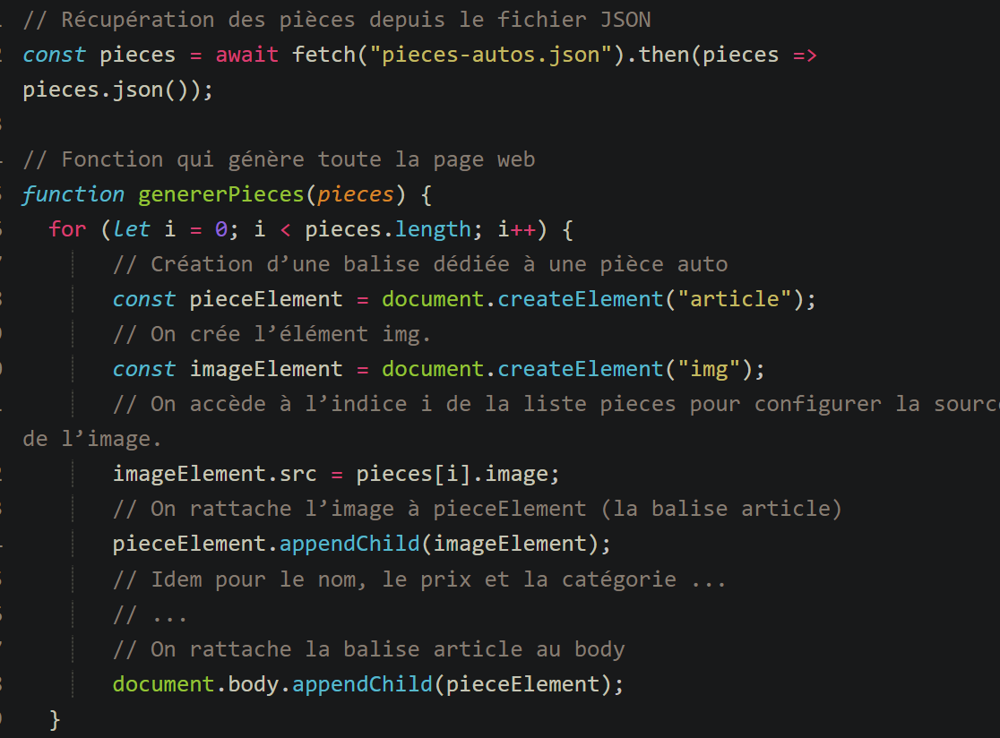 // Récupération des pièces depuis le fichier JSON
const pieces = await fetch("pieces-autos.json").then(pieces =>
pieces.json());
// Fonction qui génère toute la page web
function genererPieces(pieces) {
for (let i = 0; i < pieces.length; i++) {
// Création d’une balise dédiée à une pièce auto
const pieceElement = document.createElement("article");
// On crée l’élément img.
const imageElement = document.createElement("img");
// On accède à l’indice i de la liste pieces pour configurer la sourc
de l’image.
imageElement.src = pieces[i].image;
// On rattache l’image à pieceElement (la balise article)
pieceElement.appendChild(imageElement);
// Idem pour le nom, le prix et la catégorie ...
// ...
// On rattache la balise article au body
document.body.appendChild(pieceElement);
}